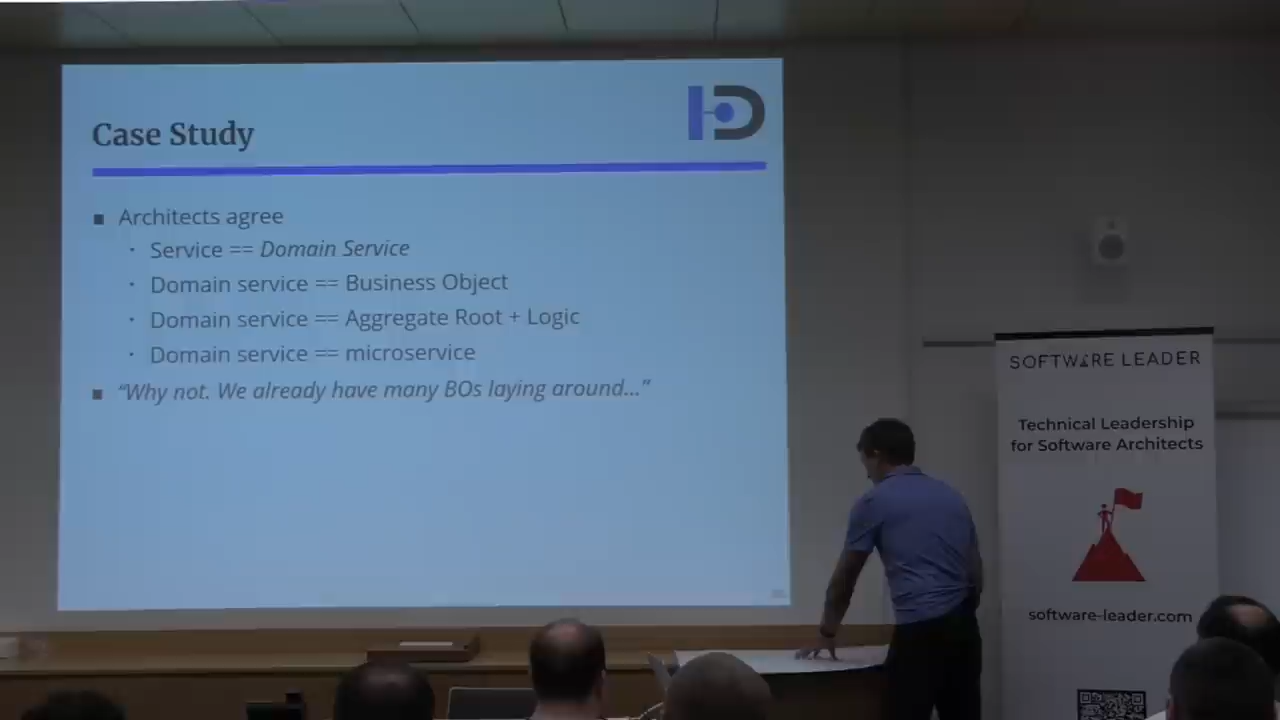 Case Study
Architects agree
Service == Domain Service
Domain service == Business Object
Domain service == Aggregate Root + Logic
Domain service == microservice
“Why not. We already have many BOs laying around…”
SOFTWARE LEADER
Technical Leadership
for Software Architects
software-leader.com